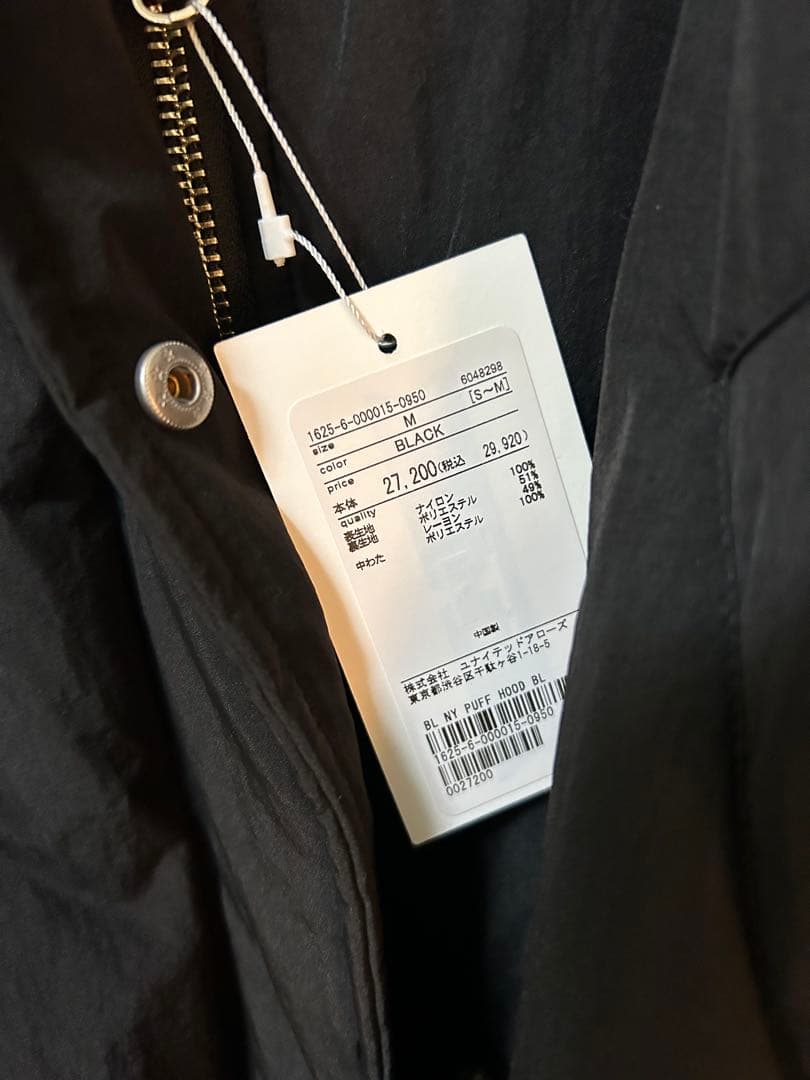 1625-6-000015-0950 6048298
size M [S～M]
color BLACK
price
本体 27,200(税込 29,920)
quality
表生地 ナイロン 100%
裏生地 ポリエステル 51%
レーヨン 49%
中わた ポリエステル 100%
中国製
株式会社 ユナイテッドアローズ
東京都渋谷区千駄ケ谷1-18-5
BL NY PUFF HOOD BL
1625-6-000015-0950
0027200